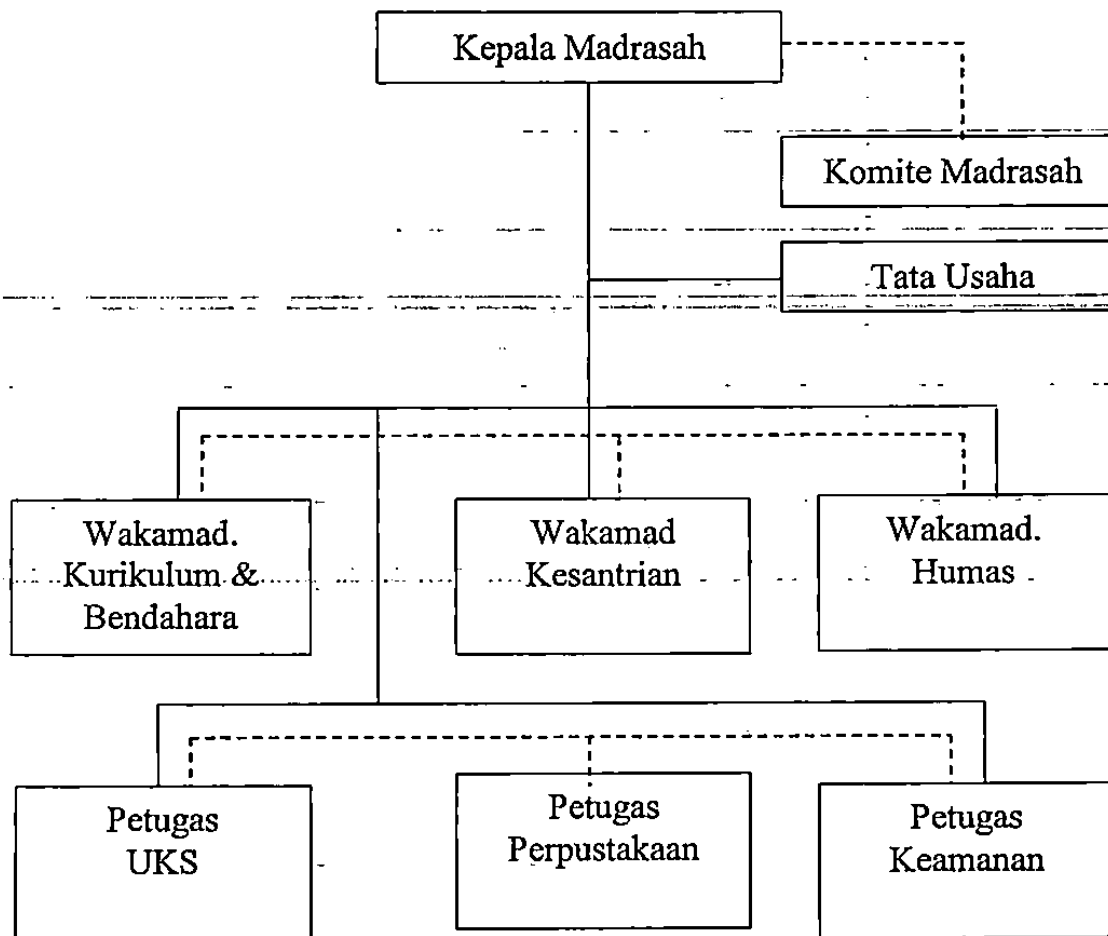 Kepala Madrasah
Komite Madrasah
Tata Usaha
Wakamad.
Kurikulum &
Bendahara
Wakamad
Kesantrian
Wakamad.
Humas
Petugas
UKS
Petugas
Perpustakaan
Petugas
Keamanan